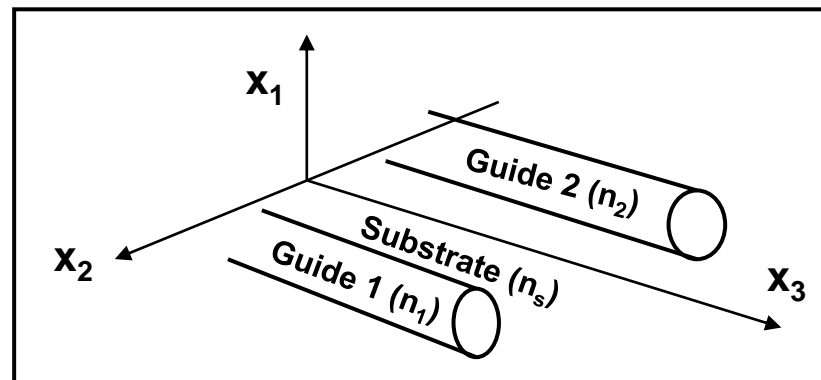 x₁
Guide 2 (n₂)
Substrate (nₛ)
x₂
Guide 1 (n₁)
x₃